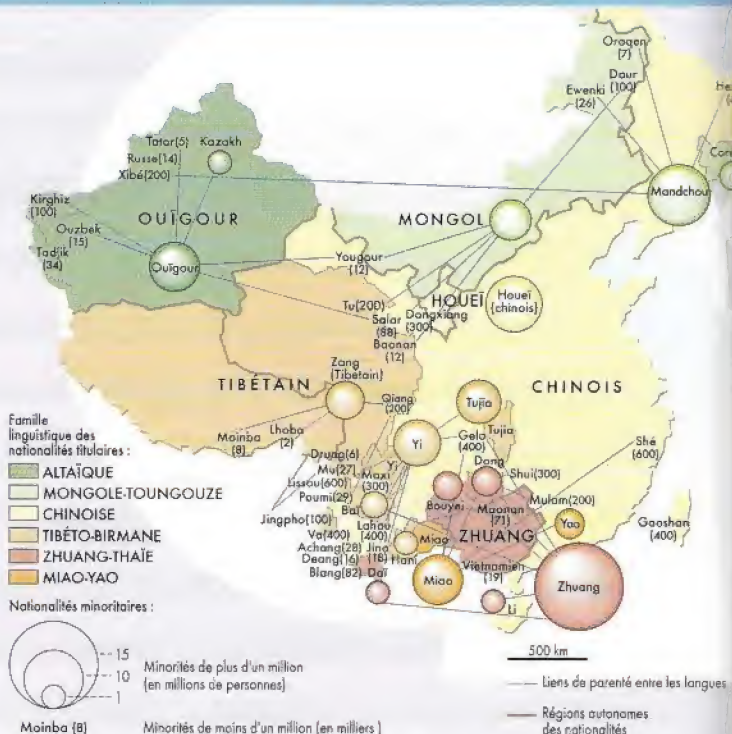 Oroqen
(7)
Daur
(100)
Ewenki
(26)
Tatar(5) Kazakh
Russe(14)
Xibé(200)
Mandchou
Kirghiz
(100)
OUÏGOUR
MONGOL
Ouzbek
(15)
Tadjik
(34)
Ouïgour
Yougour
(12)
Tu(200)
HOUEÏ
Houeï
(chinois)
Salar
(88)
Dongxiang
(300)
Baonan
(12)
Zang
(Tibétain)
TIBÉTAIN
CHINOIS
Qiang
(200)
Tujia
Tujia
Moinba
(8)
Lhoba
(2)
Yi
Gelo
(400)
Shé
(600)
Drung(6)
Mu(27)
Lissou(600)
Poumi(29)
Moxi
(300)
Yi
Dong
Shui(300)
Bai
Bouyei
Maonan
(71)
Mulam(200)
Jingpho(100)
Lahou
(400)
Va(400)
Miao
ZHUANG
Yao
Gaoshan
(400)
Achang(28)
Jino
(18)
Hani
Deang(16)
Blang(82)
Daï
Miao
Vietnamien
(19)
Zhuang
Li
Famille
linguistique des
nationalités titulaires :
ALTAÏQUE
MONGOLE-TOUNGOUZE
CHINOISE
TIBÉTO-BIRMANE
ZHUANG-THAÏE
MIAO-YAO
Nationalités minoritaires :
15
10
1
Minorités de plus d'un million
(en millions de personnes)
Moinba (8) Minorités de moins d'un million (en milliers)
500 km
Liens de parenté entre les langues
Régions autonomes
des nationalités